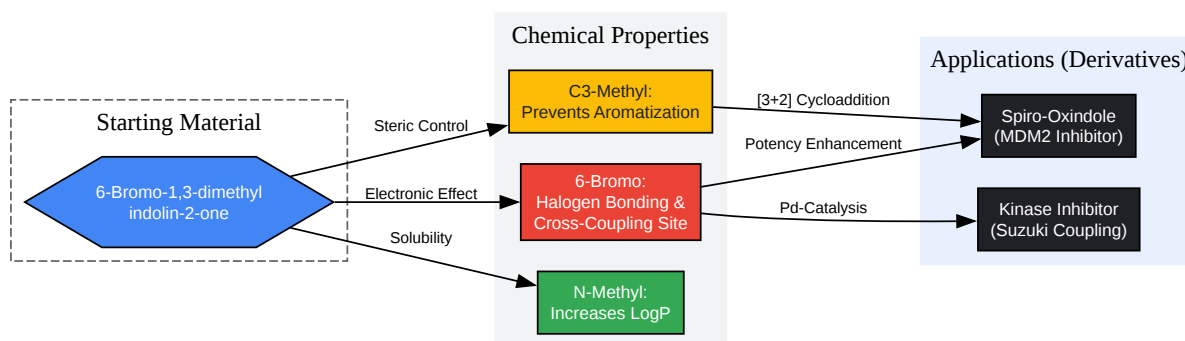 Starting Material
6-Bromo-1,3-dimethyl
indolin-2-one
Steric Control
Electronic Effect
Solubility
Chemical Properties
C3-Methyl:
Prevents Aromatization
6-Bromo:
Halogen Bonding &
Cross-Coupling Site
N-Methyl:
Increases LogP
[3+2] Cycloaddition
Potency Enhancement
Pd-Catalysis
Applications (Derivatives)
Spiro-Oxindole
(MDM2 Inhibitor)
Kinase Inhibitor
(Suzuki Coupling)